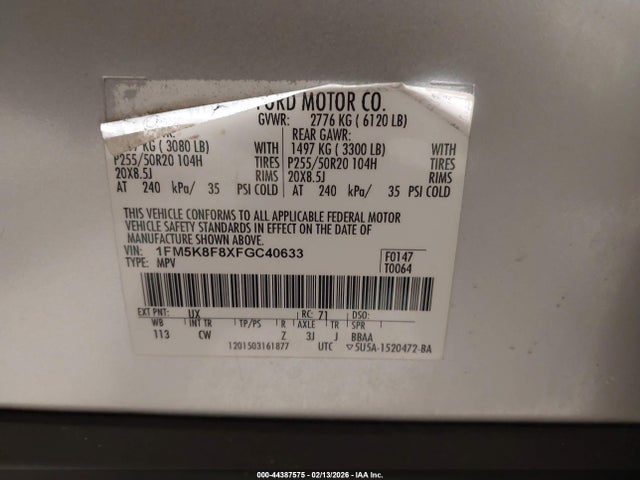 FORD MOTOR CO.
GVWR: 2776 KG ( 6120 LB)
KG ( 3080 LB) WITH
P255/50R20 104H TIRES
20X8.5J RIMS
AT 240 kPa/ 35 PSI COLD
REAR GAWR:
1497 KG ( 3300 LB) WITH
P255/50R20 104H TIRES
20X8.5J RIMS
AT 240 kPa/ 35 PSI COLD
THIS VEHICLE CONFORMS TO ALL APPLICABLE FEDERAL MOTOR
VEHICLE SAFETY STANDARDS IN EFFECT ON THE DATE OF
MANUFACTURE SHOWN ABOVE.
VIN: 1FM5K8F8XFGC40633
TYPE: MPV
F0147
T0064
EXT PNT: UX RC: 71 DSO:
WB INT TR TP/PS R AXLE TR SPR
113 CW Z 3J J BBAA
1201503161877 UTC ▽5U5A-1520472-BA
000-44387575 - 02/13/2026 - IAA Inc.